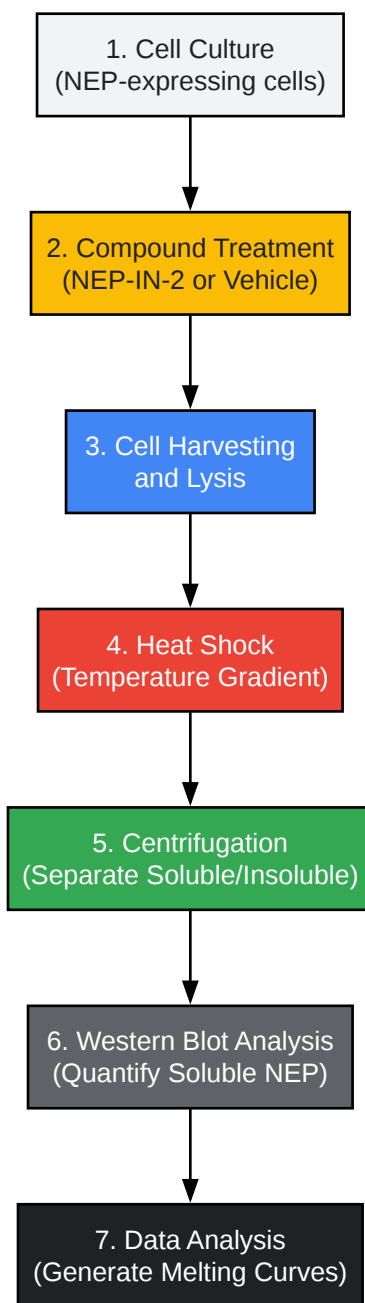 1. Cell Culture
(NEP-expressing cells)
2. Compound Treatment
(NEP-IN-2 or Vehicle)
3. Cell Harvesting
and Lysis
4. Heat Shock
(Temperature Gradient)
5. Centrifugation
(Separate Soluble/Insoluble)
6. Western Blot Analysis
(Quantify Soluble NEP)
7. Data Analysis
(Generate Melting Curves)